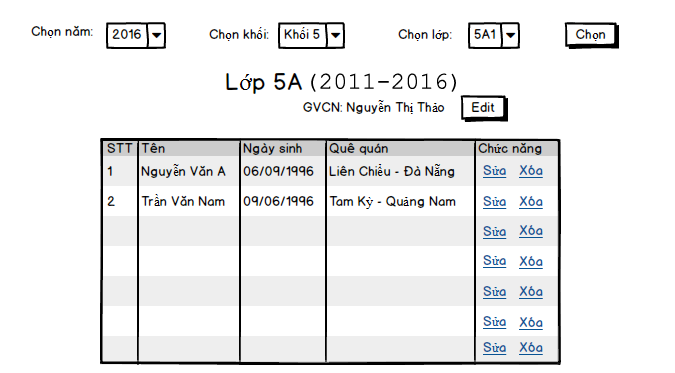 Chọn năm: 2016 Chọn khối: Khối 5 Chọn lớp: 5A1 Chọn
Lớp 5A (2011-2016)
GVCN: Nguyễn Thị Thảo Edit
STT Tên Ngày sinh Quê quán Chức năng
1 Nguyễn Văn A 06/09/1996 Liên Chiểu - Đà Nẵng Sửa Xóa
2 Trần Văn Nam 09/06/1996 Tam Kỳ - Quảng Nam Sửa Xóa
Sửa Xóa
Sửa Xóa
Sửa Xóa
Sửa Xóa
Sửa Xóa